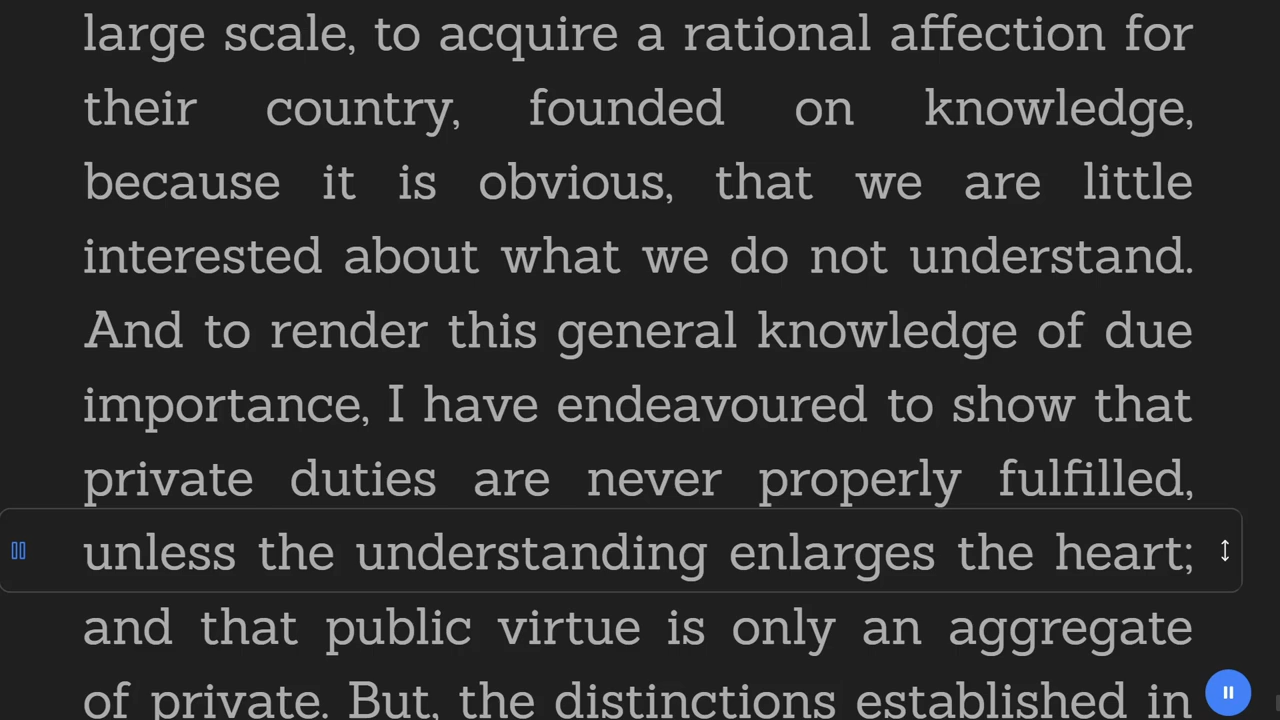 large scale, to acquire a rational affection for
their country, founded on knowledge,
because it is obvious, that we are little
interested about what we do not understand.
And to render this general knowledge of due
importance, I have endeavoured to show that
private duties are never properly fulfilled,
unless the understanding enlarges the heart;
and that public virtue is only an aggregate
of private. But, the distinctions established in